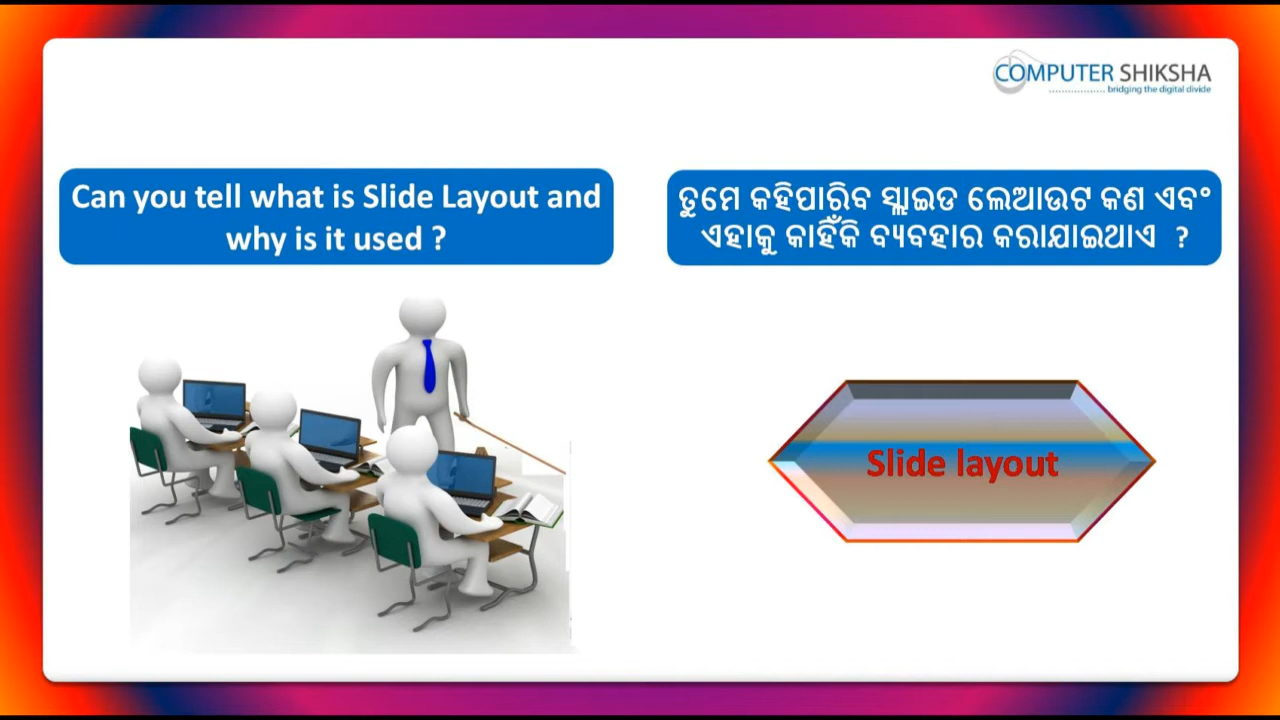 COMPUTER SHIKSHA
bridging the digital divide
Can you tell what is Slide Layout and
why is it used ?
ତୁମେ କହିପାରିବ ସ୍ଲାଇଡ ଲେଆଉଟ କଣ ଏବଂ
ଏହାକୁ କାହିଁକି ବ୍ୟବହାର କରାଯାଇଥାଏ ?
Slide layout